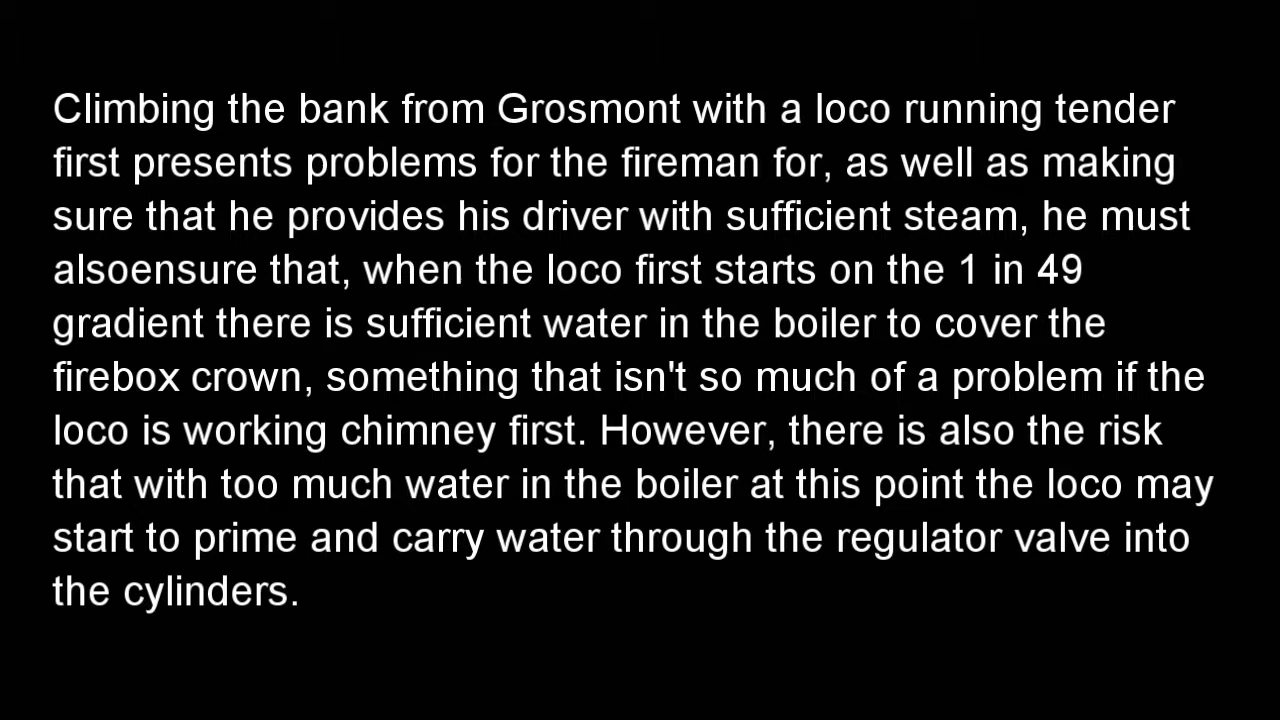 Climbing the bank from Grosmont with a loco running tender
first presents problems for the fireman for, as well as making
sure that he provides his driver with sufficient steam, he must
alsoensure that, when the loco first starts on the 1 in 49
gradient there is sufficient water in the boiler to cover the
firebox crown, something that isn't so much of a problem if the
loco is working chimney first. However, there is also the risk
that with too much water in the boiler at this point the loco may
start to prime and carry water through the regulator valve into
the cylinders.